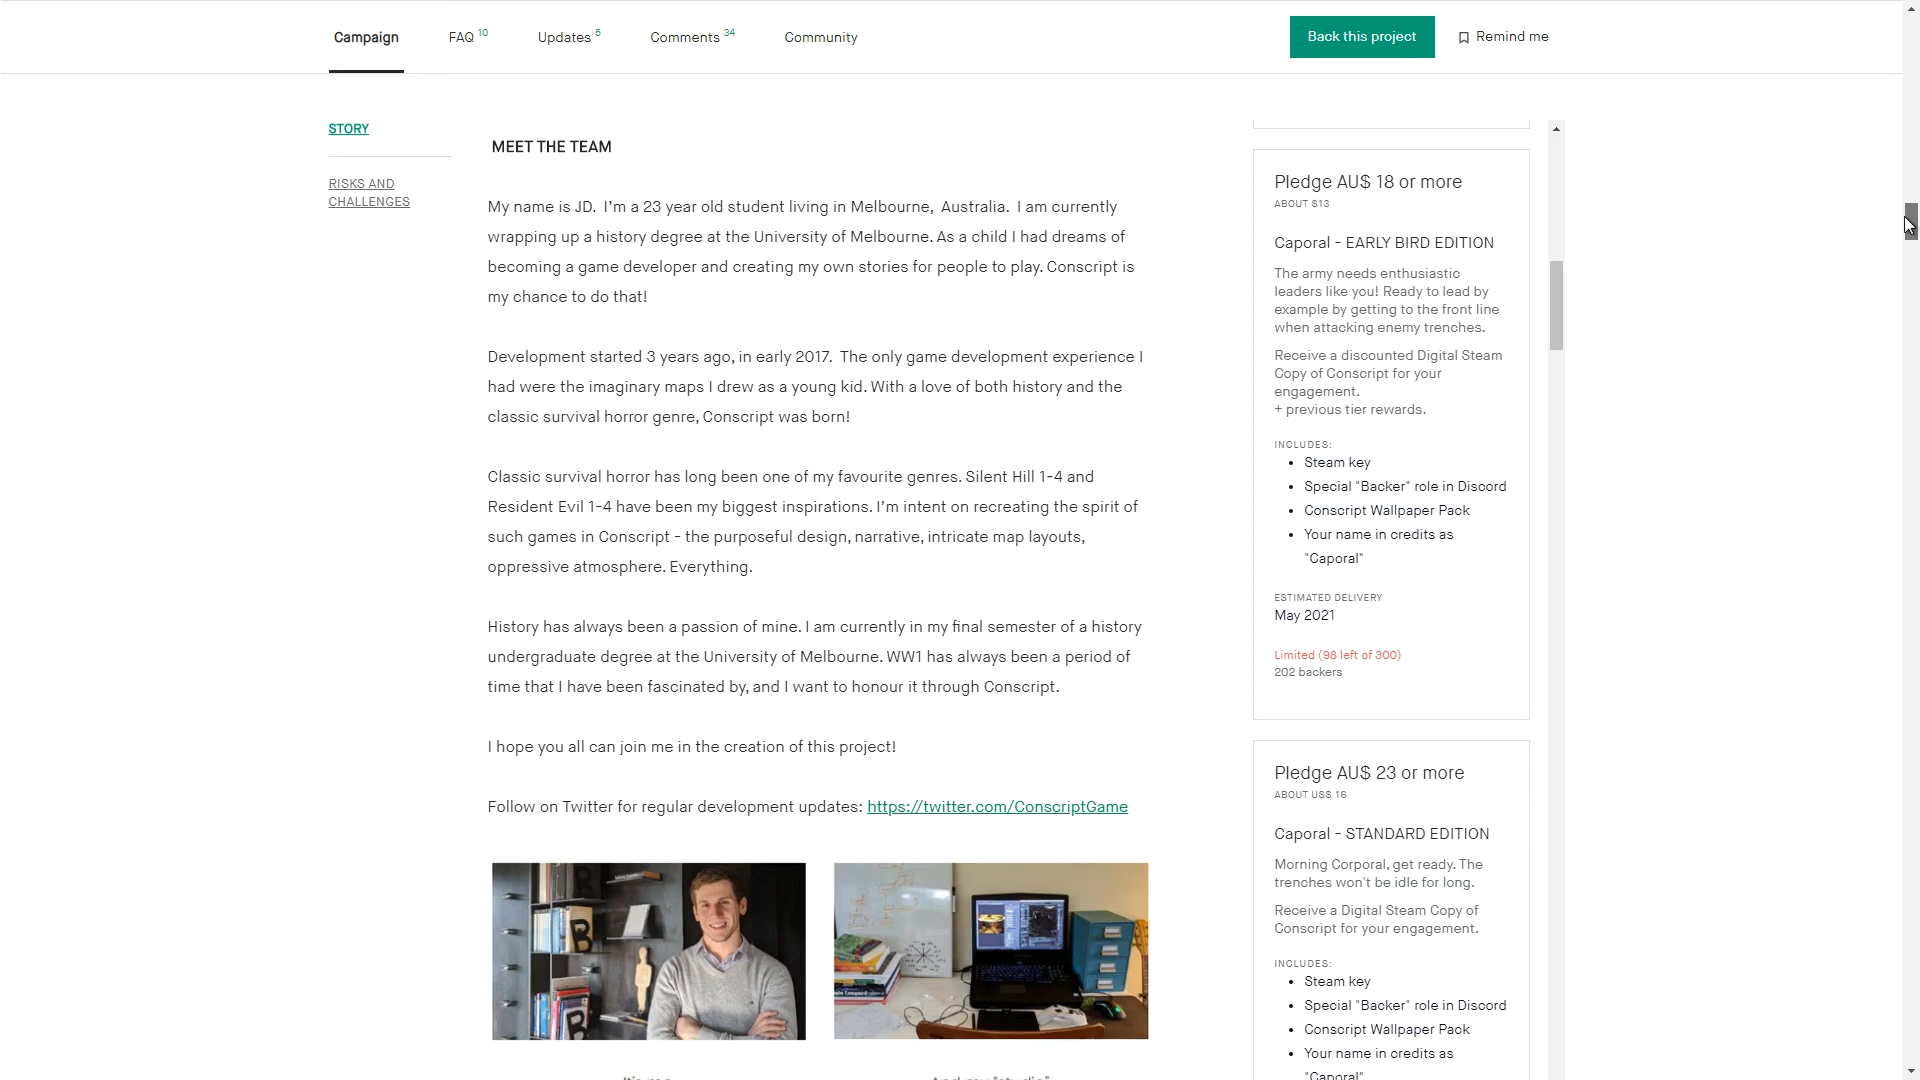 Campaign
FAQ 10
Updates 5
Comments 34
Community
Back this project
Remind me
STORY
RISKS AND
CHALLENGES
MEET THE TEAM
My name is JD.  I'm a 23 year old student living in Melbourne,  Australia.  I am currently
wrapping up a history degree at the University of Melbourne. As a child I had dreams of
becoming a game developer and creating my own stories for people to play. Conscript is
my chance to do that!
Development started 3 years ago, in early 2017.  The only game development experience I
had were the imaginary maps I drew as a young kid. With a love of both history and the
classic survival horror genre, Conscript was born!
Classic survival horror has long been one of my favourite genres. Silent Hill 1-4 and
Resident Evil 1-4 have been my biggest inspirations. I'm intent on recreating the spirit of
such games in Conscript - the purposeful design, narrative, intricate map layouts,
oppressive atmosphere. Everything.
History has always been a passion of mine. I am currently in my final semester of a history
undergraduate degree at the University of Melbourne. WW1 has always been a period of
time that I have been fascinated by, and I want to honour it through Conscript.
I hope you all can join me in the creation of this project!
Follow on Twitter for regular development updates: https://twitter.com/ConscriptGame
Pledge AU$ 18 or more
ABOUT $13
Caporal - EARLY BIRD EDITION
The army needs enthusiastic
leaders like you! Ready to lead by
example by getting to the front line
when attacking enemy trenches.
Receive a discounted Digital Steam
Copy of Conscript for your
engagement.
+ previous tier rewards.
INCLUDES:
• Steam key
• Special "Backer" role in Discord
• Conscript Wallpaper Pack
• Your name in credits as
"Caporal"
ESTIMATED DELIVERY
May 2021
Limited (98 left of 300)
202 backers
Pledge AU$ 23 or more
ABOUT US$ 16
Caporal - STANDARD EDITION
Morning Corporal, get ready. The
trenches won't be idle for long.
Receive a Digital Steam Copy of
Conscript for your engagement.
INCLUDES:
• Steam key
• Special "Backer" role in Discord
• Conscript Wallpaper Pack
• Your name in credits as
"Caporal"